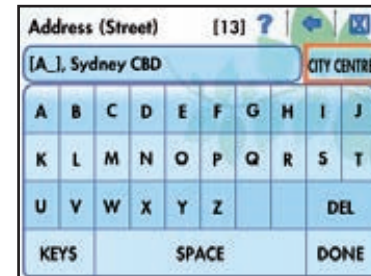 Address (Street) [13] ?
[A_], Sydney CBD CITY CENTRE
A B C D E F G H I J
K L M N O P Q R S T
U V W X Y Z DEL
KEYS SPACE DONE